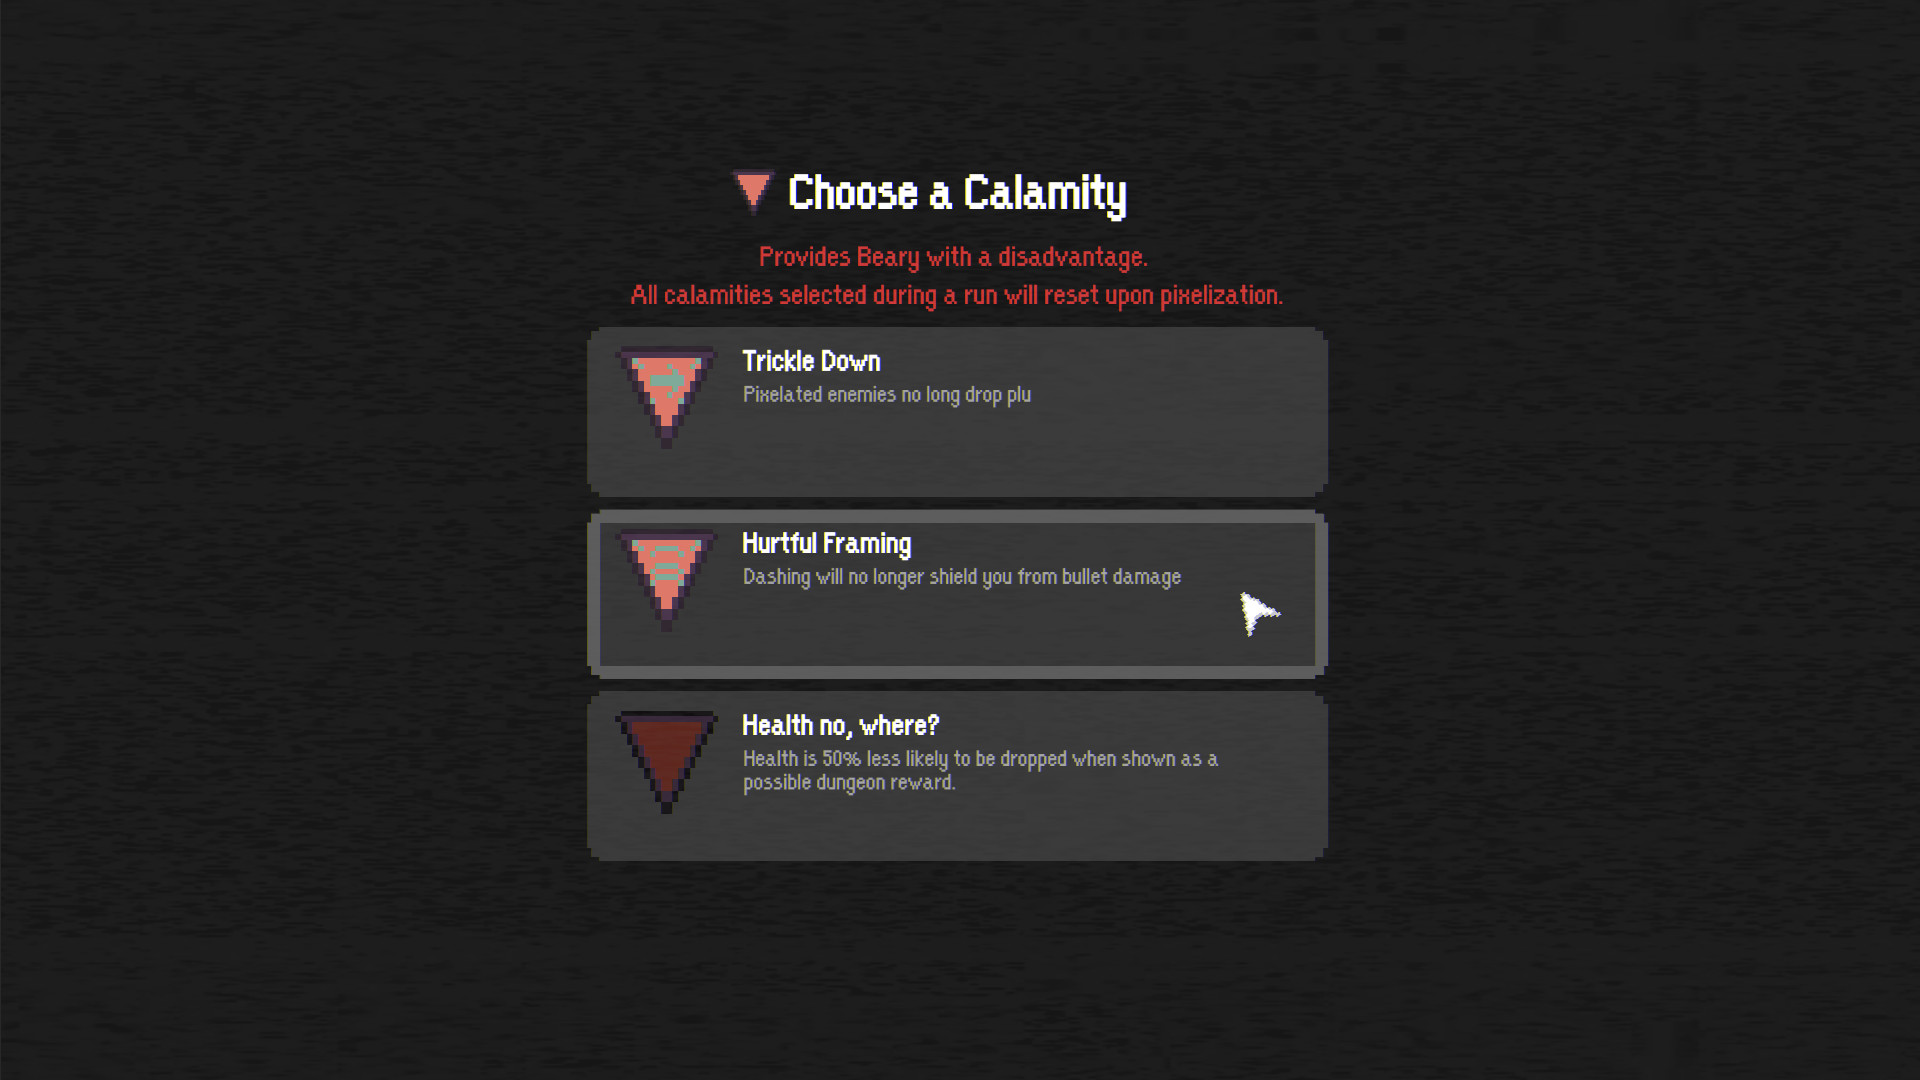 Choose a Calamity
Provides Beary with a disadvantage.
All calamities selected during a run will reset upon pixelization.
Trickle Down
Pixelated enemies no long drop plu
Hurtful Framing
Dashing will no longer shield you from bullet damage
Health no, where?
Health is 50% less likely to be dropped when shown as a
possible dungeon reward.